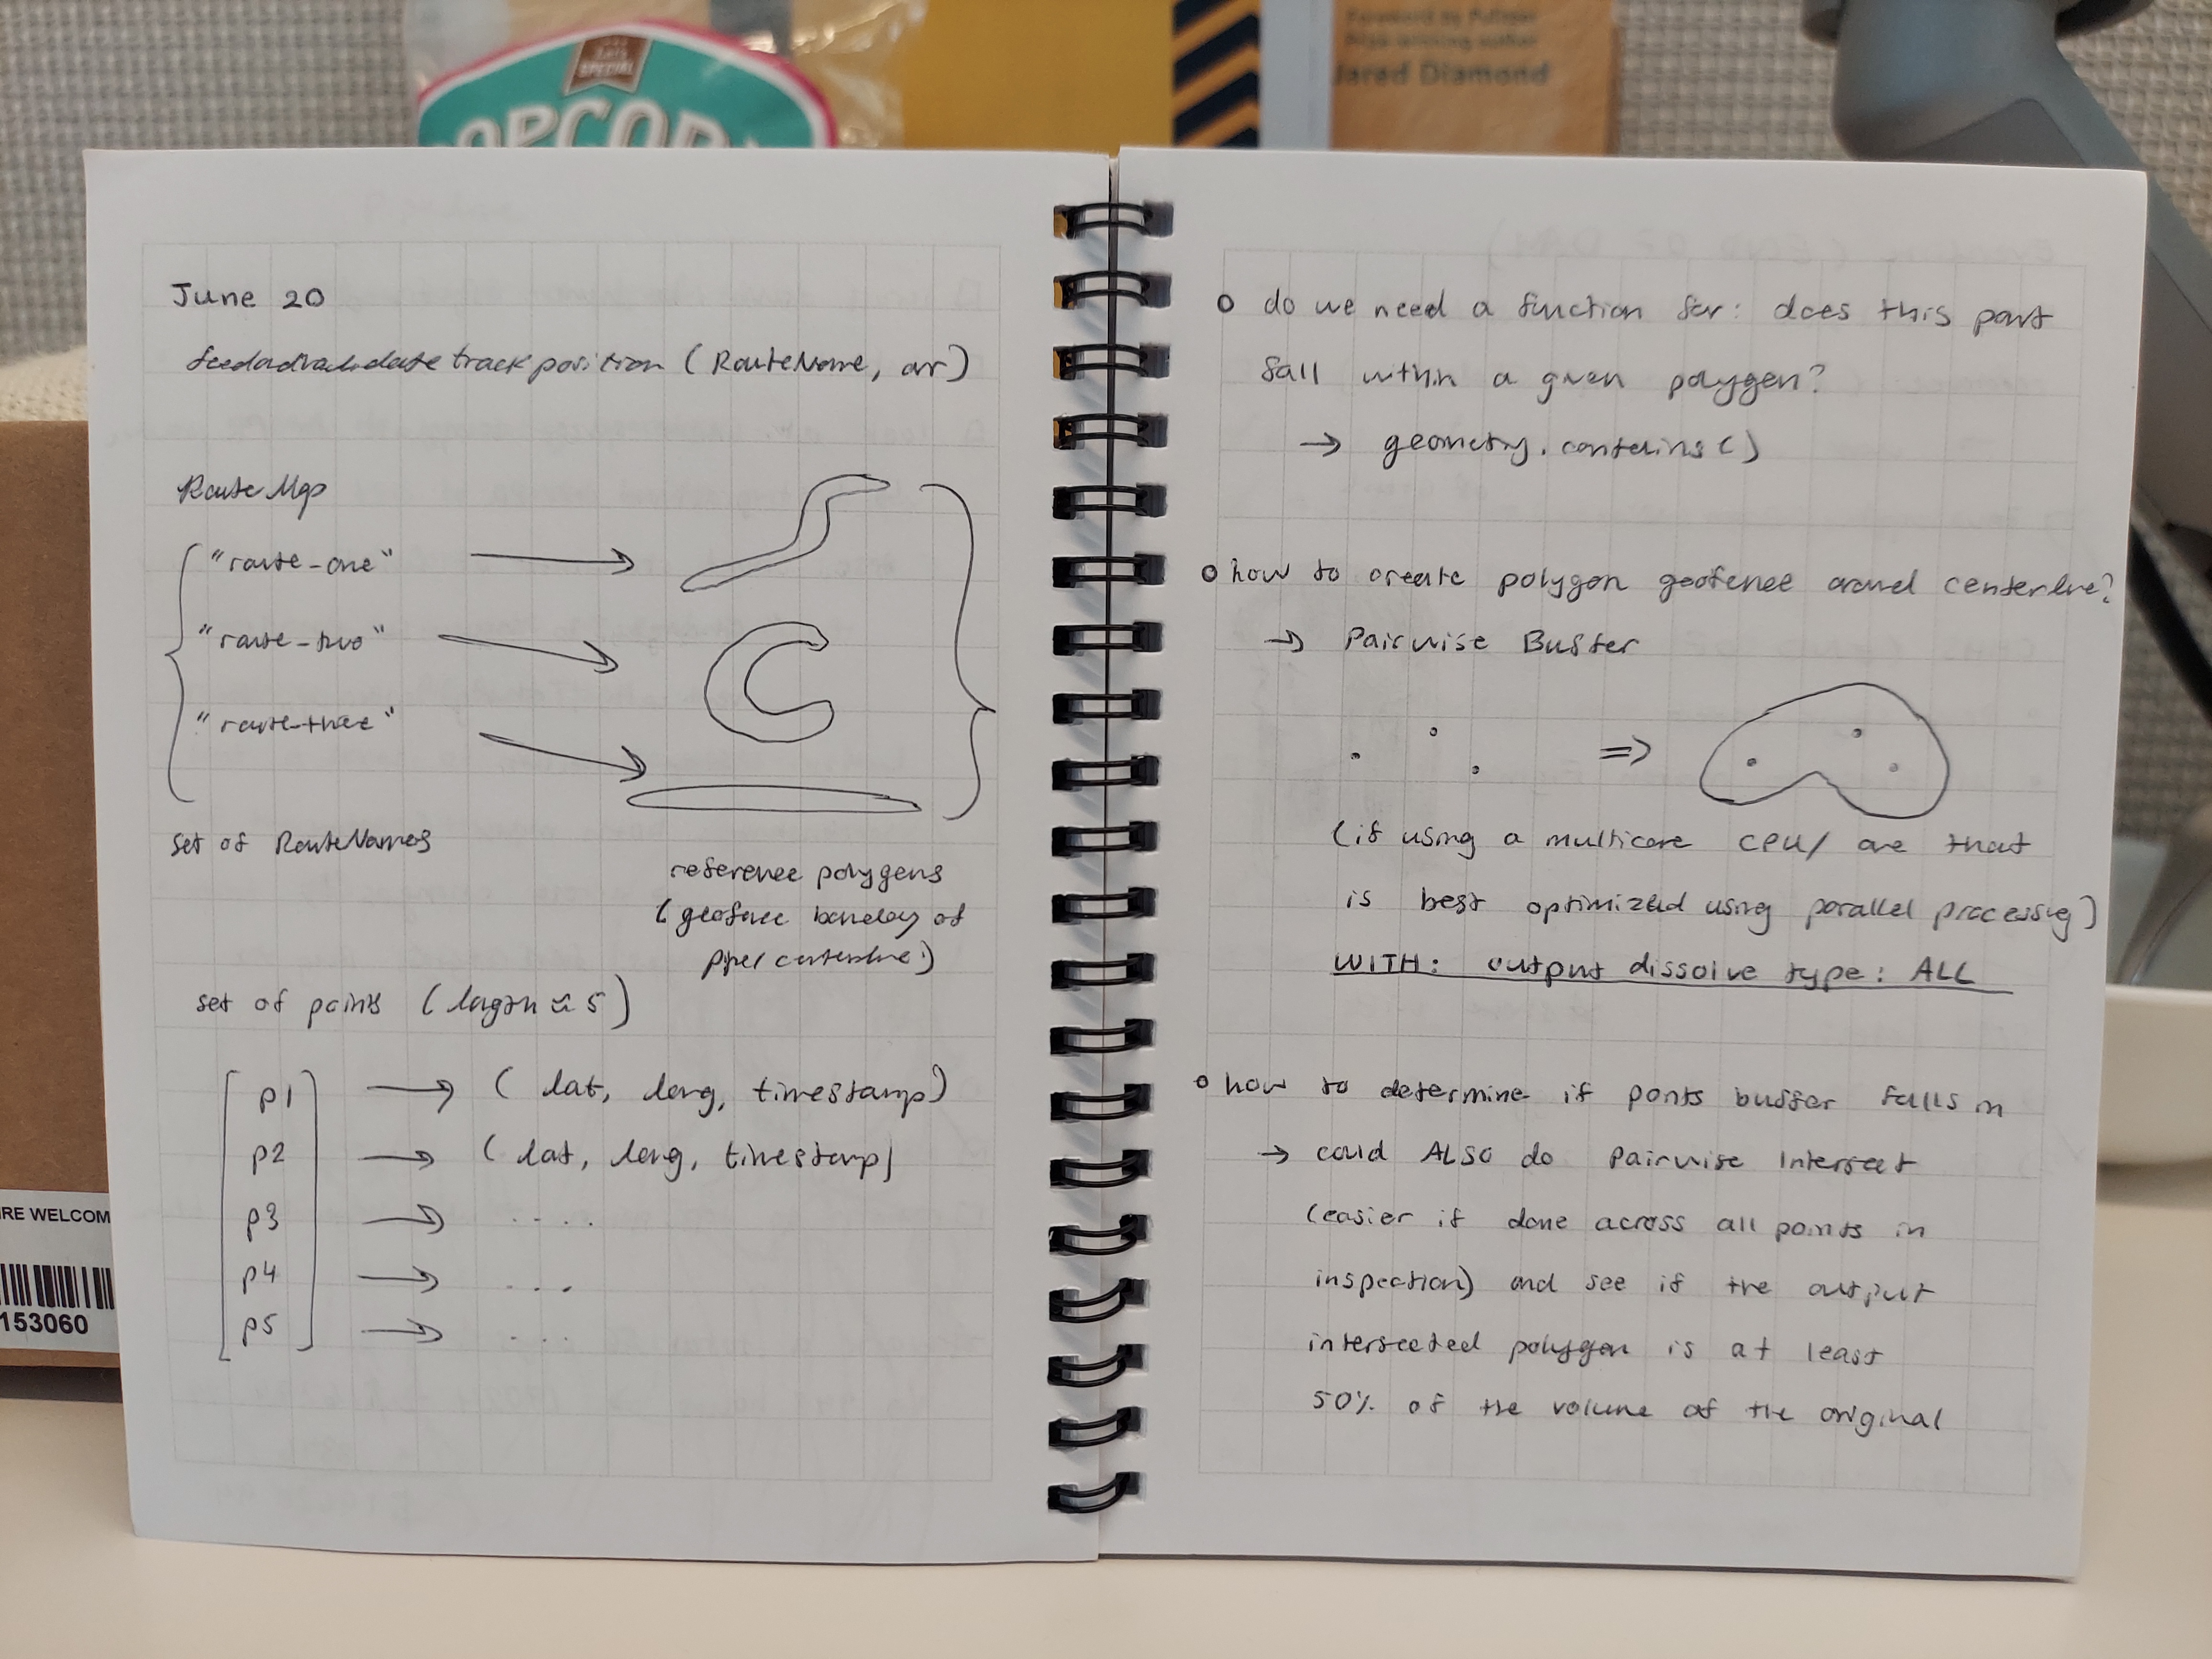 LESS
SPECIAL
OPCOR
Foreword by Pulitzer
Prize-winning author
Jared Diamond
June 20
track position (RouteName, arr)
RouteMap
"route-one"
"route-two"
"route-three"
set of RouteNames
reference polygons
(geofence boundary of
pipe/centerline)
set of points (length ≈ 5)
p1 → (lat, long, timestamp)
p2 → (lat, long, timestamp)
p3 → ....
p4 → ...
p5 → ...
RE WELCOM
153060
o do we need a function for: does this point
fall within a given polygon?
→ geometry.contains()
o how to create polygon geofence around centerline?
→ Pairwise Buffer
=>
(if using a multicore CPU/ one that
is best optimized using parallel processing)
WITH: output dissolve type: ALL
o how to determine if points buffer falls in
→ could ALSO do Pairwise Intersect
(easier if done across all points in
inspection) and see if the output
intersected polygon is at least
50% of the volume of the original